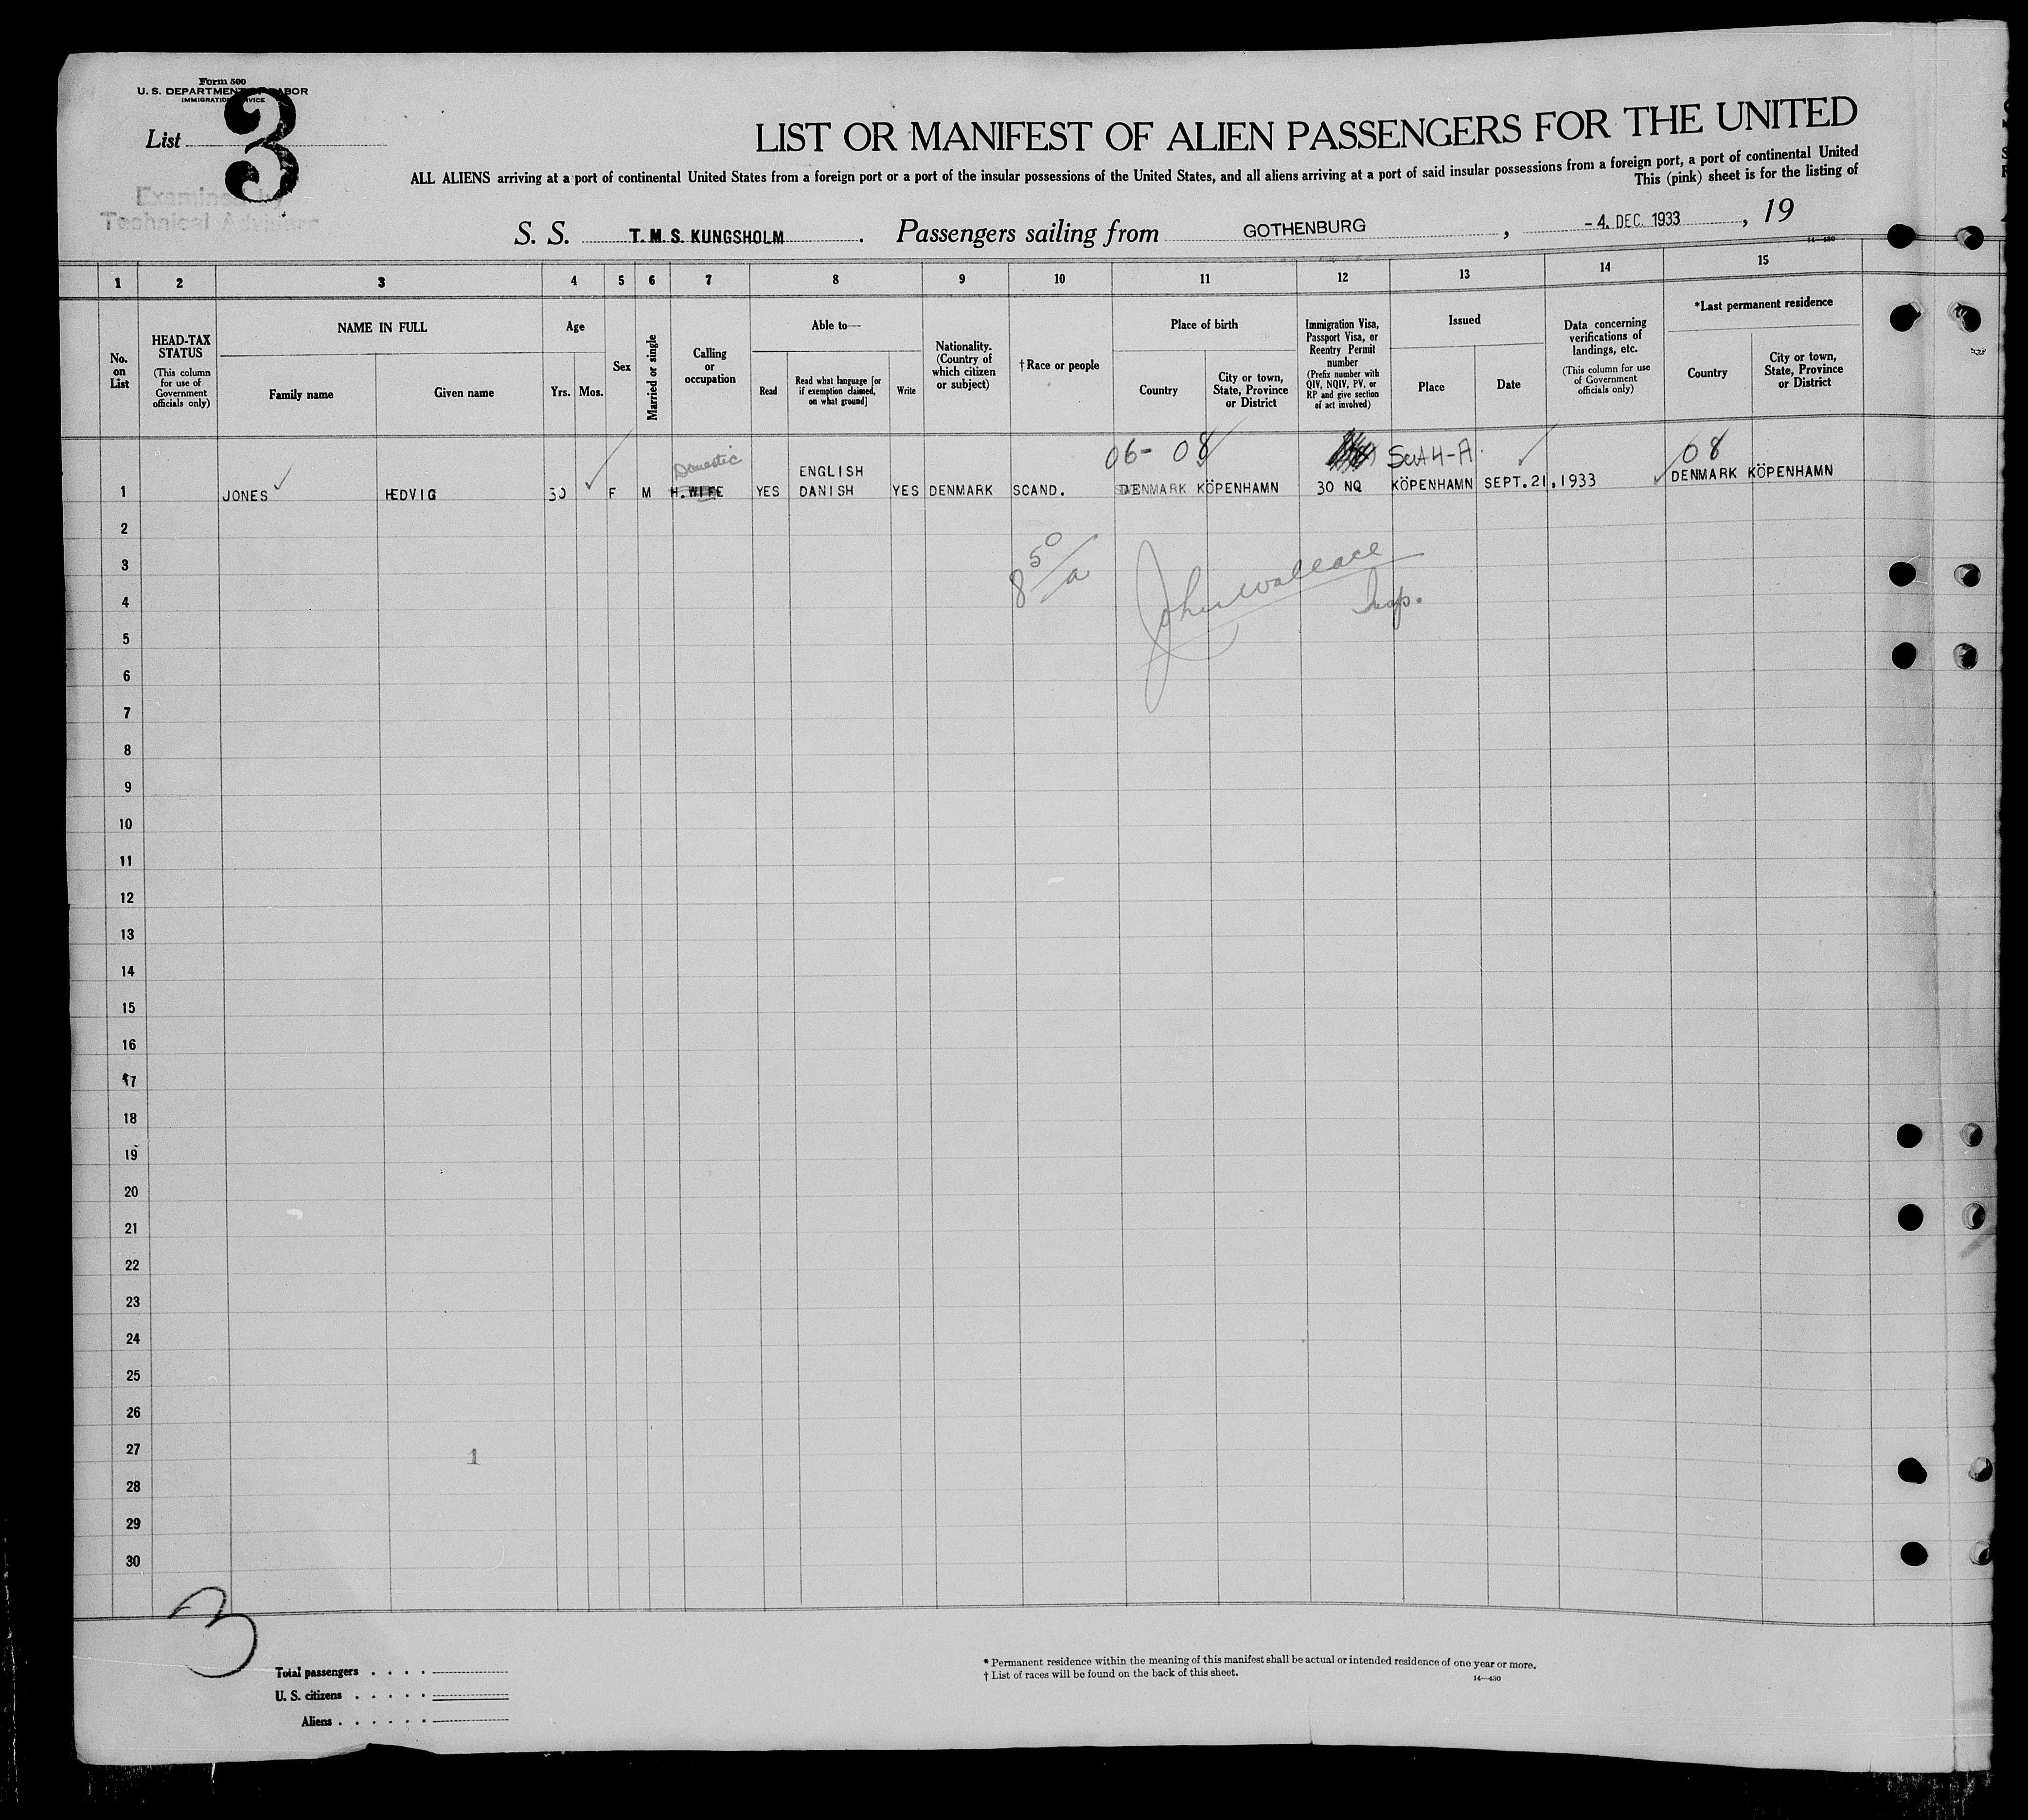 Form 500
U. S. DEPARTMENT OF LABOR
IMMIGRATION SERVICE
List 3
Examined by
Technical Advisers
LIST OR MANIFEST OF ALIEN PASSENGERS FOR THE UNITED
ALL ALIENS arriving at a port of continental United States from a foreign port or a port of the insular possessions of the United States, and all aliens arriving at a port of said insular possessions from a foreign port, a port of continental United
This (pink) sheet is for the listing of
S. S. T.M.S. KUNGSHOLM . Passengers sailing from GOTHENBURG , -4. DEC. 1933 , 19
14—430
1 2 3 4 5 6 7 8 9 10 11 12 13 14 15
No. on List
HEAD-TAX STATUS (This column for use of Government officials only)
NAME IN FULL
Family name
Given name
Age
Yrs. Mos.
Sex
Married or single
Calling or occupation
Able to—
Read
Read what language [or if exemption claimed, on what ground]
Write
Nationality. (Country of which citizen or subject)
† Race or people
Place of birth
Country
City or town, State, Province or District
Immigration Visa, Passport Visa, or Reentry Permit number (Prefix number with QIV, NQIV, PV, or RP and give section of act involved)
Issued
Place
Date
Data concerning verifications of landings, etc. (This column for use of Government officials only)
*Last permanent residence
Country
City or town, State, Province or District
06- 08 Sec 4-A 08
Domestic
ENGLISH
1 JONES HEDVIG 30 F M H.WIFE YES DANISH YES DENMARK SCAND. DENMARK KÖPENHAMN 30 NQ KÖPENHAMN SEPT.21,1933 DENMARK KÖPENHAMN
2
3
8 50/a John Wallace
4
Insp.
5
6
7
8
9
10
11
12
13
14
15
16
17
18
19
20
21
22
23
24
25
26
27
1
28
29
30
3
Total passengers . . . .
U. S. citizens . . . . .
Aliens . . . . . .
* Permanent residence within the meaning of this manifest shall be actual or intended residence of one year or more.
† List of races will be found on the back of this sheet.
14—430